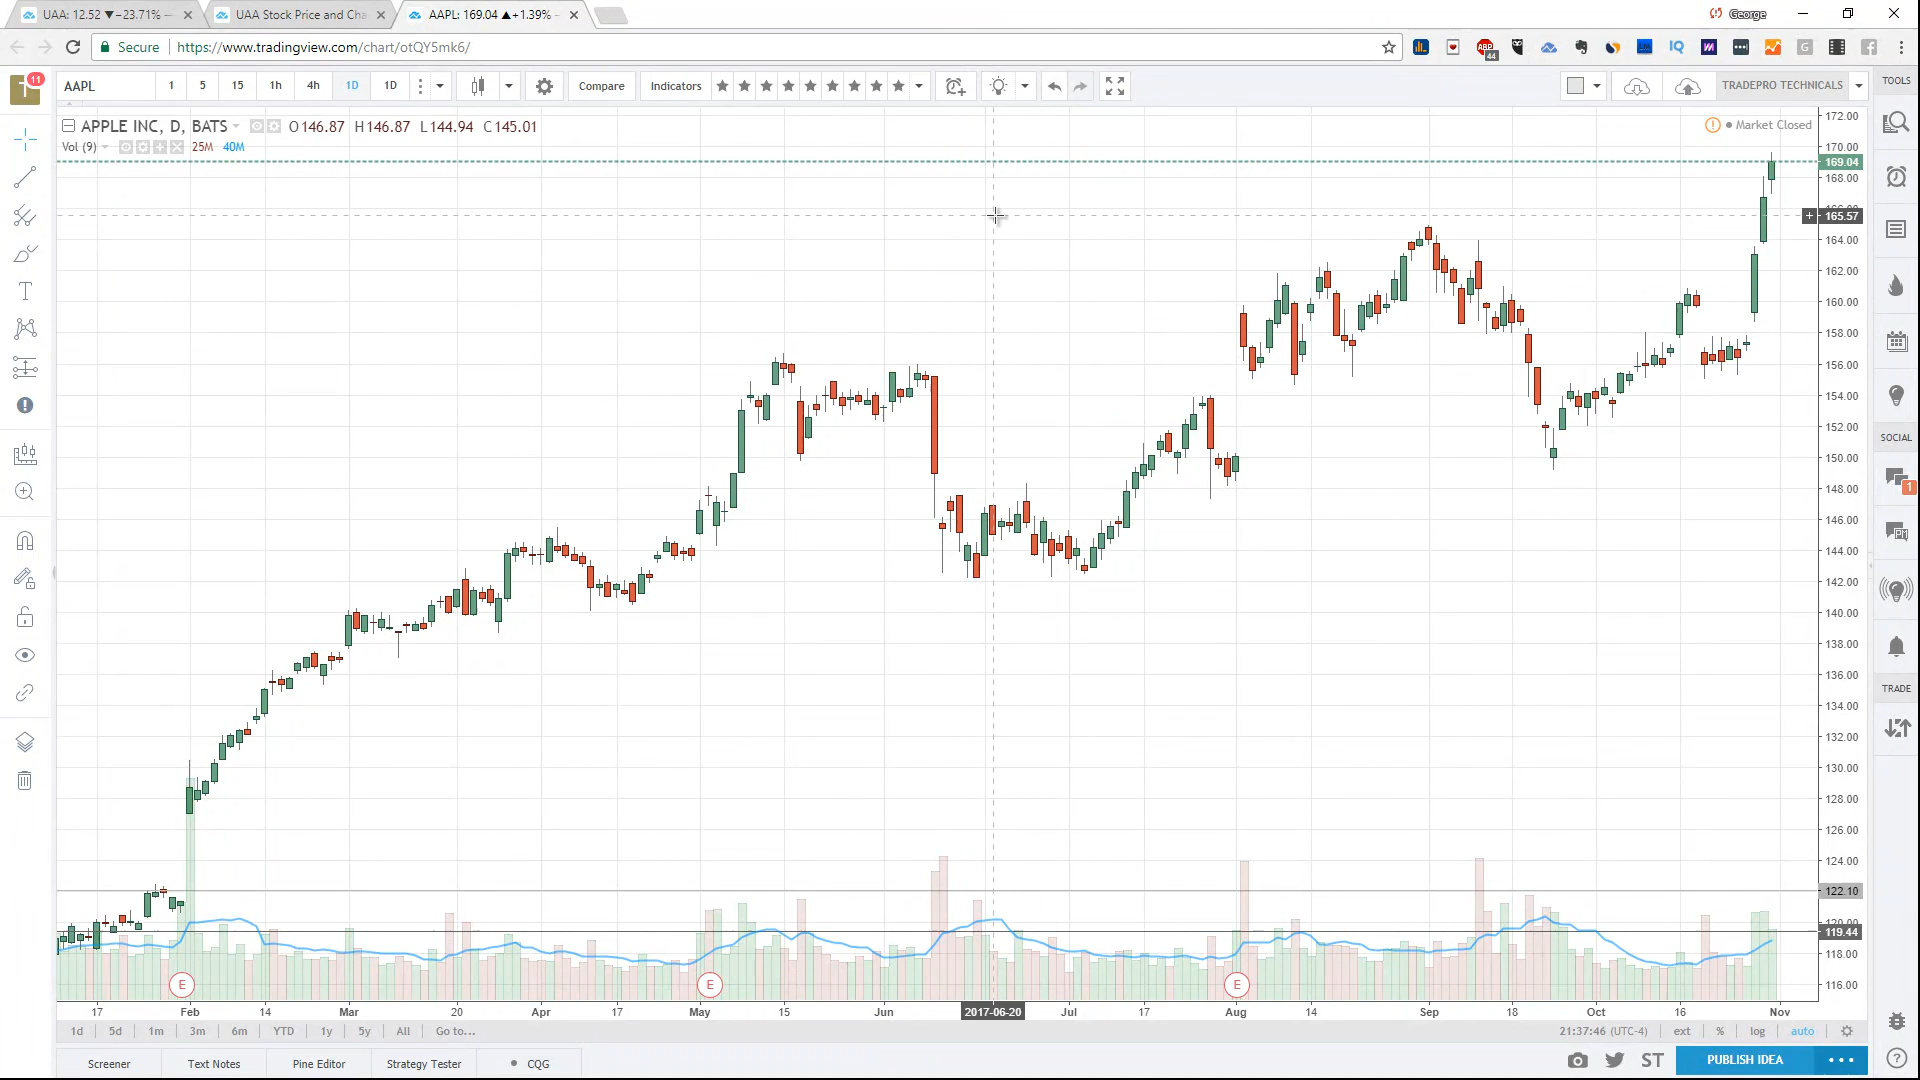 UAA: 12.52 ▼−23.71% —
UAA Stock Price and Cha
AAPL: 169.04 ▲+1.39% –
George
Secure
https://www.tradingview.com/chart/otQY5mk6/
ABP
44
IQ
G
11
AAPL
1
5
15
1h
4h
1D
1D
Compare
Indicators
TRADEPRO TECHNICALS
TOOLS
APPLE INC, D, BATS
O146.87 H146.87 L144.94 C145.01
Market Closed
Vol (9)
25M
40M
172.00
170.00
169.04
168.00
165.57
164.00
162.00
160.00
158.00
156.00
154.00
152.00
150.00
148.00
146.00
144.00
142.00
140.00
138.00
136.00
134.00
132.00
130.00
128.00
126.00
124.00
122.10
120.00
119.44
118.00
116.00
SOCIAL
1
TRADE
E
E
E
17
Feb
14
Mar
20
Apr
17
May
15
Jun
2017-06-20
Jul
17
Aug
14
Sep
18
Oct
16
Nov
1d
5d
1m
3m
6m
YTD
1y
5y
All
Go to...
21:37:46 (UTC-4)
ext
%
log
auto
Screener
Text Notes
Pine Editor
Strategy Tester
CQG
ST
PUBLISH IDEA